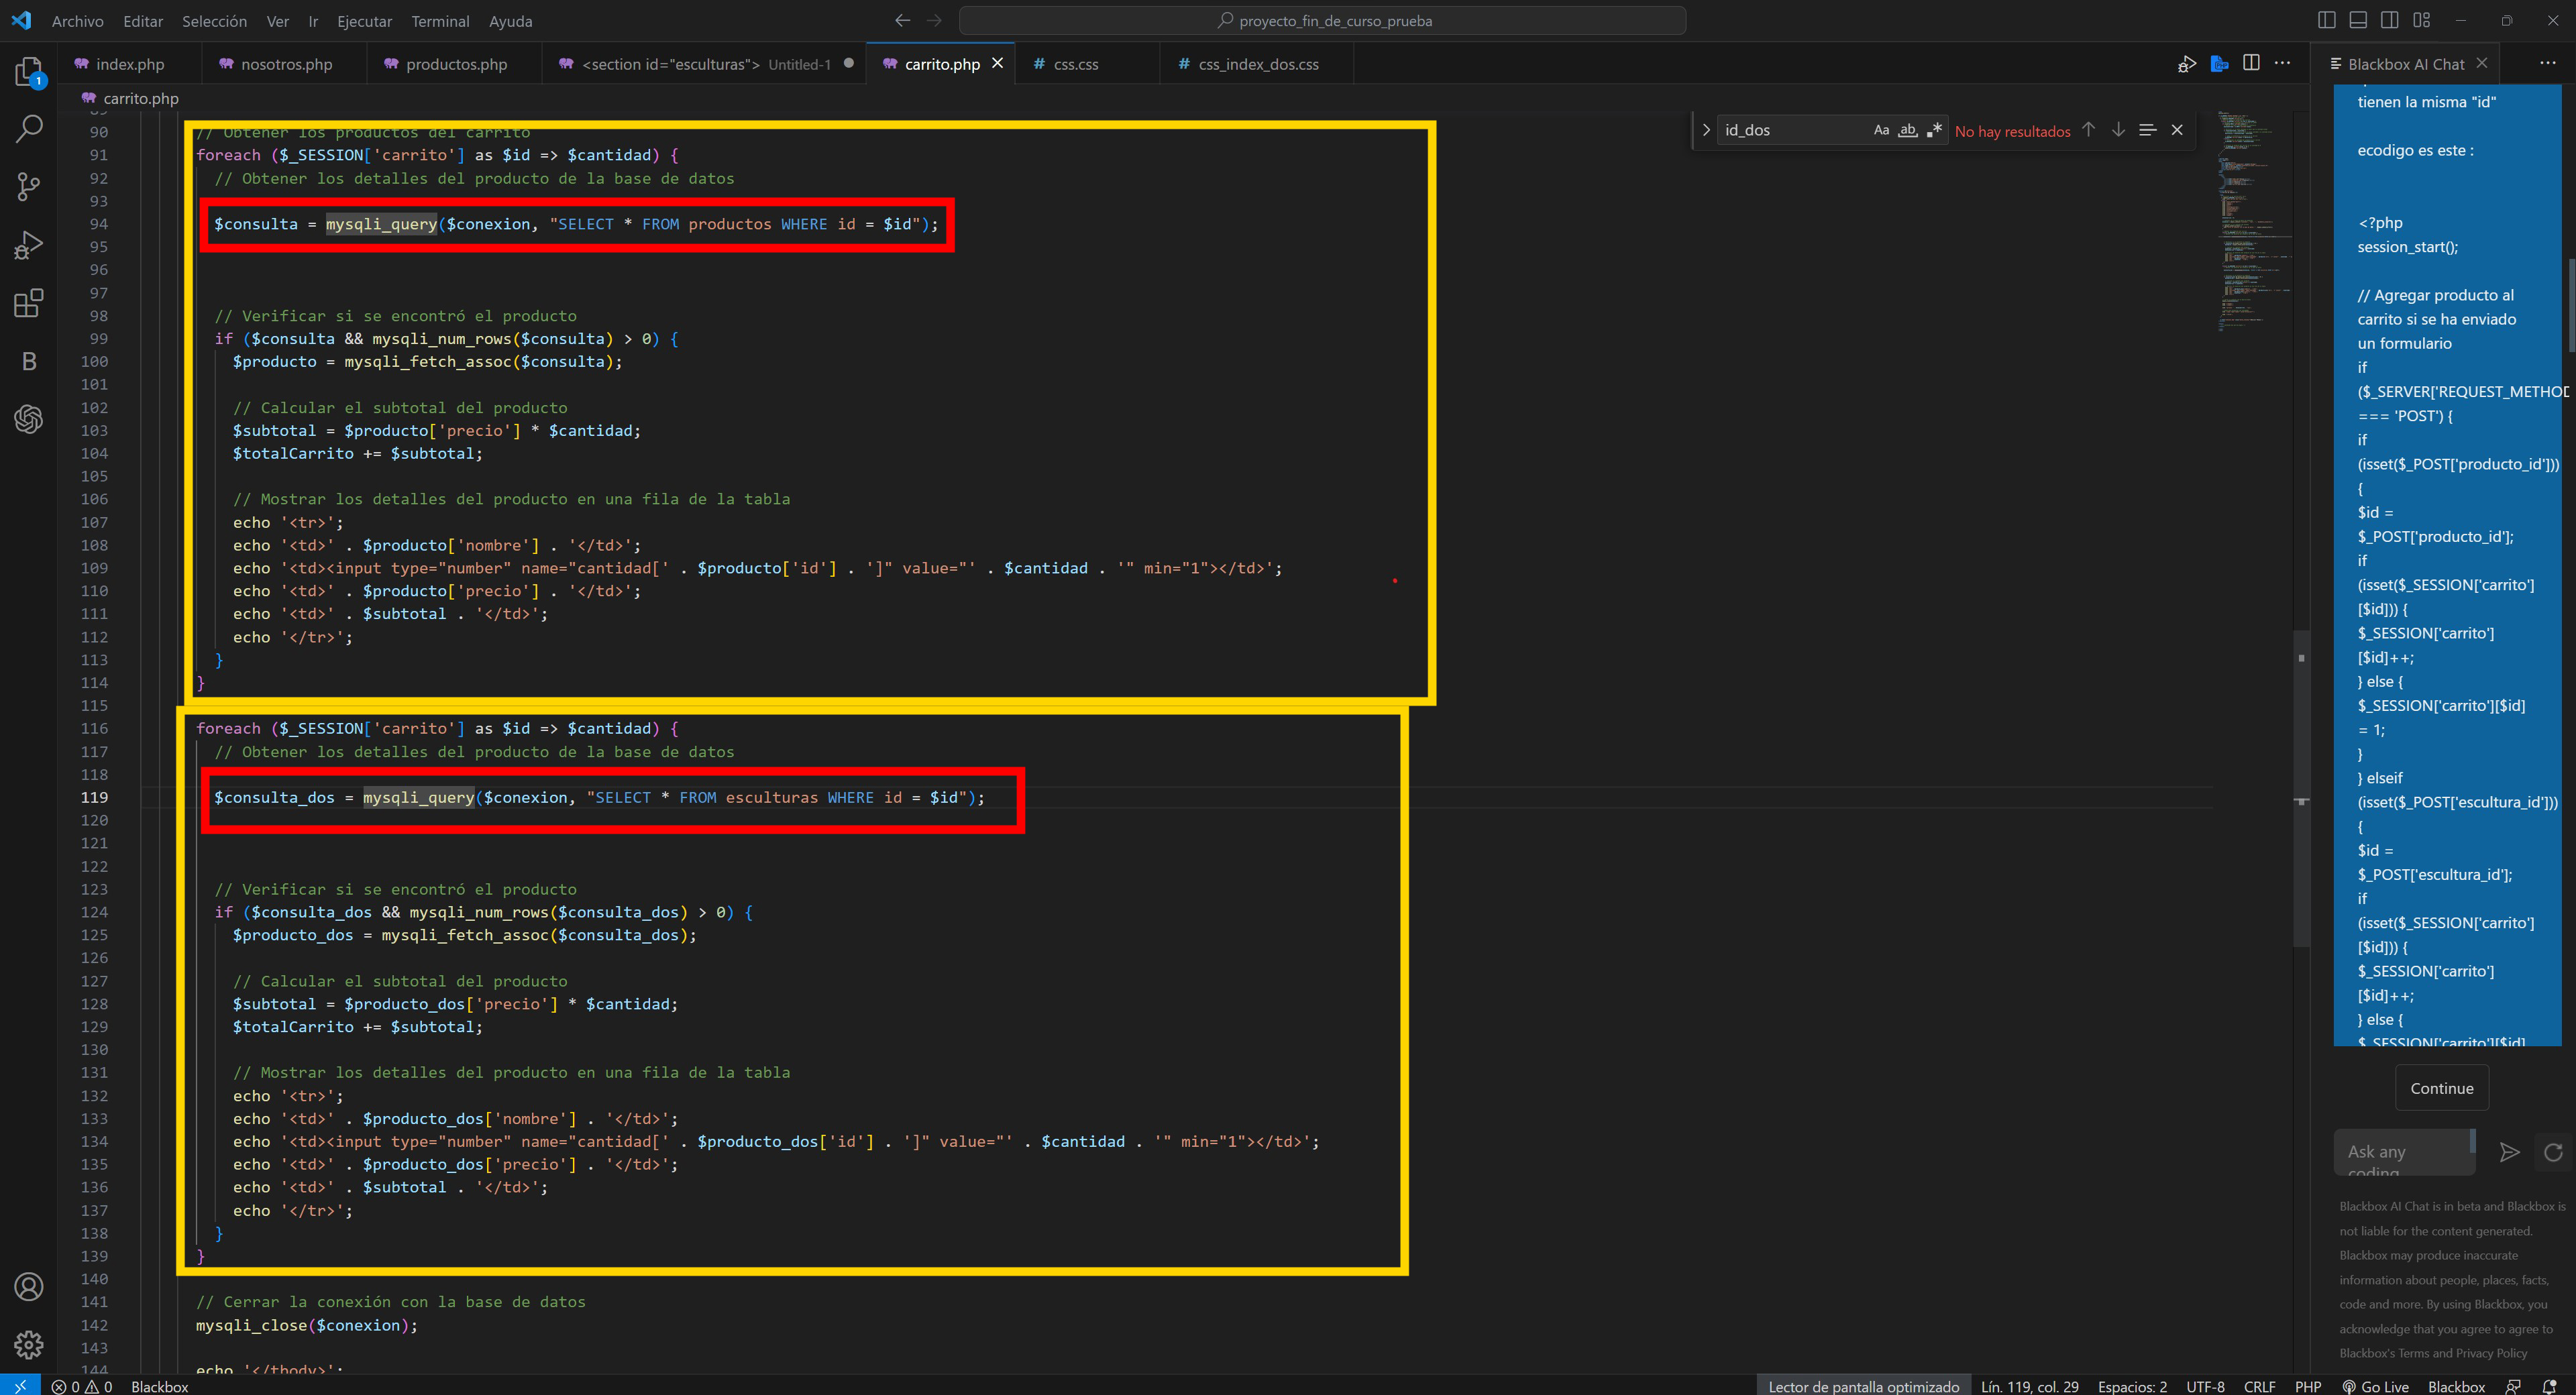 Archivo Editar Selección Ver Ir Ejecutar Terminal Ayuda
proyecto_fin_de_curso_prueba
index.php
nosotros.php
productos.php
<section id="esculturas"> Untitled-1
carrito.php
# css.css
# css_index_dos.css
Blackbox AI Chat
carrito.php
id_dos
Aa ab .*
No hay resultados
90 // Obtener los productos del carrito
91 foreach ($_SESSION['carrito'] as $id => $cantidad) {
92 // Obtener los detalles del producto de la base de datos
93
94 $consulta = mysqli_query($conexion, "SELECT * FROM productos WHERE id = $id");
95
96
97
98 // Verificar si se encontró el producto
99 if ($consulta && mysqli_num_rows($consulta) > 0) {
100 $producto = mysqli_fetch_assoc($consulta);
101
102 // Calcular el subtotal del producto
103 $subtotal = $producto['precio'] * $cantidad;
104 $totalCarrito += $subtotal;
105
106 // Mostrar los detalles del producto en una fila de la tabla
107 echo '<tr>';
108 echo '<td>' . $producto['nombre'] . '</td>';
109 echo '<td><input type="number" name="cantidad[' . $producto['id'] . ']" value="' . $cantidad . '" min="1"></td>';
110 echo '<td>' . $producto['precio'] . '</td>';
111 echo '<td>' . $subtotal . '</td>';
112 echo '</tr>';
113 }
114 }
115
116 foreach ($_SESSION['carrito'] as $id => $cantidad) {
117 // Obtener los detalles del producto de la base de datos
118
119 $consulta_dos = mysqli_query($conexion, "SELECT * FROM esculturas WHERE id = $id");
120
121
122
123 // Verificar si se encontró el producto
124 if ($consulta_dos && mysqli_num_rows($consulta_dos) > 0) {
125 $producto_dos = mysqli_fetch_assoc($consulta_dos);
126
127 // Calcular el subtotal del producto
128 $subtotal = $producto_dos['precio'] * $cantidad;
129 $totalCarrito += $subtotal;
130
131 // Mostrar los detalles del producto en una fila de la tabla
132 echo '<tr>';
133 echo '<td>' . $producto_dos['nombre'] . '</td>';
134 echo '<td><input type="number" name="cantidad[' . $producto_dos['id'] . ']" value="' . $cantidad . '" min="1"></td>';
135 echo '<td>' . $producto_dos['precio'] . '</td>';
136 echo '<td>' . $subtotal . '</td>';
137 echo '</tr>';
138 }
139 }
140
141 // Cerrar la conexión con la base de datos
142 mysqli_close($conexion);
143
144 echo '</tbody>';
tienen la misma "id"
ecodigo es este :
<?php
session_start();
// Agregar producto al
carrito si se ha enviado
un formulario
if
($_SERVER['REQUEST_METHOD
=== 'POST') {
if
(isset($_POST['producto_id']))
{
$id =
$_POST['producto_id'];
if
(isset($_SESSION['carrito']
[$id])) {
$_SESSION['carrito']
[$id]++;
} else {
$_SESSION['carrito'][$id]
= 1;
}
} elseif
(isset($_POST['escultura_id']))
{
$id =
$_POST['escultura_id'];
if
(isset($_SESSION['carrito']
[$id])) {
$_SESSION['carrito']
[$id]++;
} else {
$_SESSION['carrito'][$id]
Continue
Ask any
coding
Blackbox AI Chat is in beta and Blackbox is
not liable for the content generated.
Blackbox may produce inaccurate
information about people, places, facts,
code and more. By using Blackbox, you
acknowledge that you agree to agree to
Blackbox's Terms and Privacy Policy
0 0 Blackbox
Lector de pantalla optimizado Lín. 119, col. 29 Espacios: 2 UTF-8 CRLF PHP Go Live Blackbox